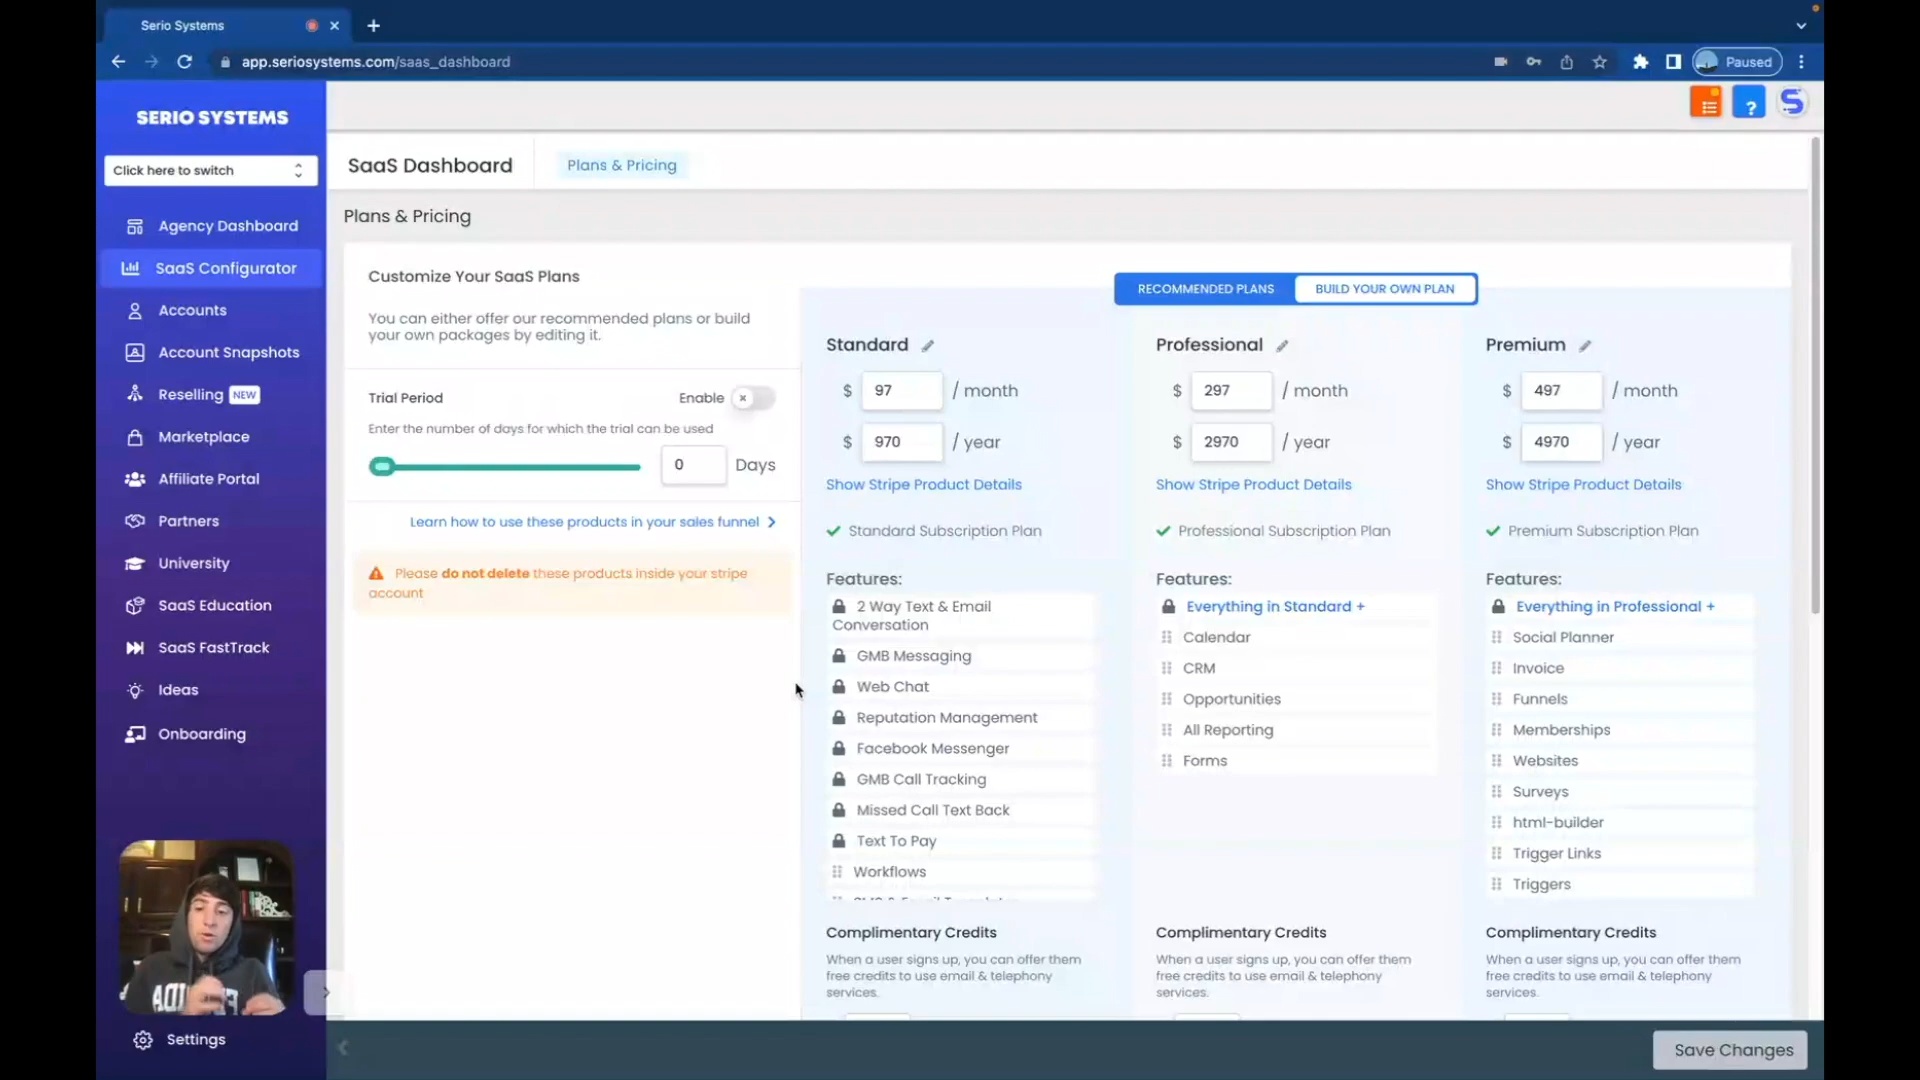 Serio Systems
app.seriosystems.com/saas_dashboard
Paused
SERIO SYSTEMS
Click here to switch
Agency Dashboard
SaaS Configurator
Accounts
Account Snapshots
Reselling NEW
Marketplace
Affiliate Portal
Partners
University
SaaS Education
SaaS FastTrack
Ideas
Onboarding
Settings
SaaS Dashboard
Plans & Pricing
Plans & Pricing
Customize Your SaaS Plans
You can either offer our recommended plans or build
your own packages by editing it.
Trial Period Enable
Enter the number of days for which the trial can be used
0 Days
Learn how to use these products in your sales funnel
Please do not delete these products inside your stripe
account
RECOMMENDED PLANS BUILD YOUR OWN PLAN
Standard
$ 97 / month
$ 970 / year
Show Stripe Product Details
Standard Subscription Plan
Features:
2 Way Text & Email
Conversation
GMB Messaging
Web Chat
Reputation Management
Facebook Messenger
GMB Call Tracking
Missed Call Text Back
Text To Pay
Workflows
Complimentary Credits
When a user signs up, you can offer them
free credits to use email & telephony
services.
Professional
$ 297 / month
$ 2970 / year
Show Stripe Product Details
Professional Subscription Plan
Features:
Everything in Standard +
Calendar
CRM
Opportunities
All Reporting
Forms
Complimentary Credits
When a user signs up, you can offer them
free credits to use email & telephony
services.
Premium
$ 497 / month
$ 4970 / year
Show Stripe Product Details
Premium Subscription Plan
Features:
Everything in Professional +
Social Planner
Invoice
Funnels
Memberships
Websites
Surveys
html-builder
Trigger Links
Triggers
Complimentary Credits
When a user signs up, you can offer them
free credits to use email & telephony
services.
Save Changes